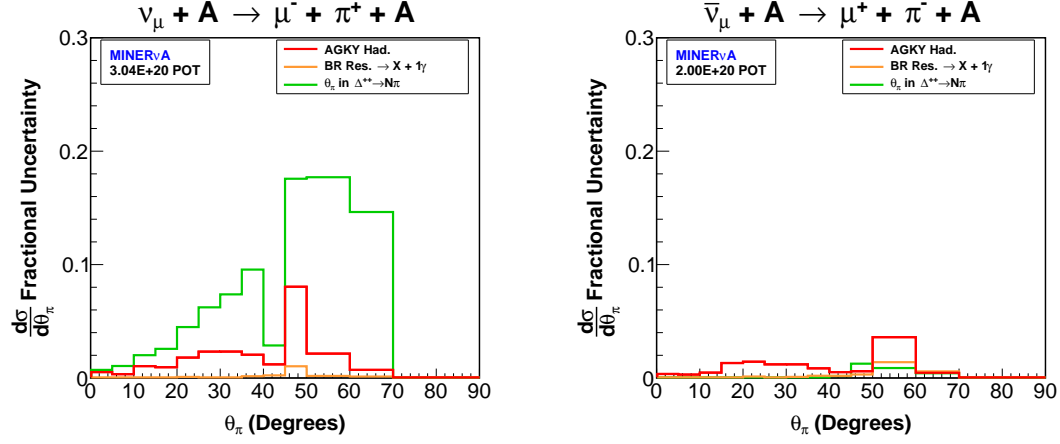 νμ + A → μ- + π+ + A
0.3
0.2
0.1
0
dσ/dθπ Fractional Uncertainty
MINERνA
3.04E+20 POT
AGKY Had.
BR Res. → X + 1γ
θπ in Δ++→Nπ
0 10 20 30 40 50 60 70 80 90
θπ (Degrees)
ν̄μ + A → μ+ + π- + A
0.3
0.2
0.1
0
dσ/dθπ Fractional Uncertainty
MINERνA
2.00E+20 POT
AGKY Had.
BR Res. → X + 1γ
θπ in Δ++→Nπ
0 10 20 30 40 50 60 70 80 90
θπ (Degrees)